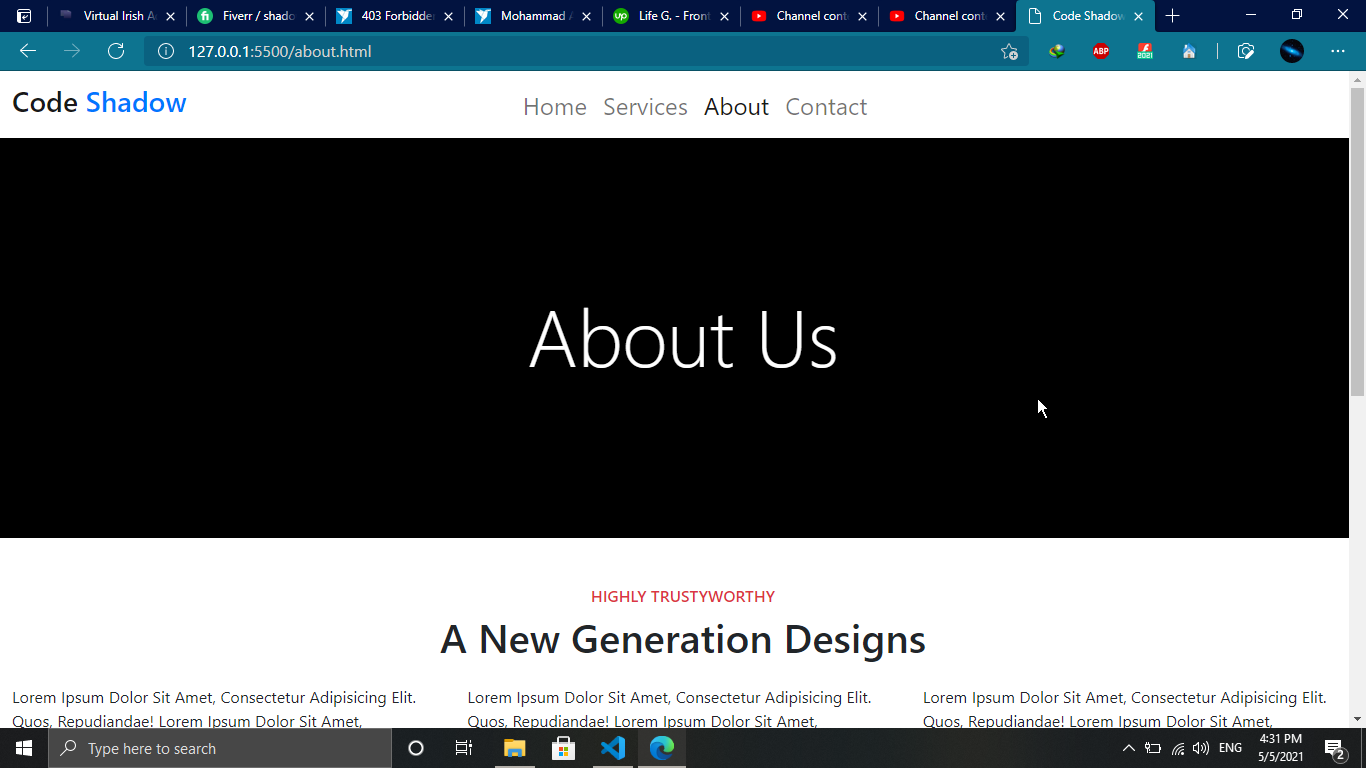 Virtual Irish A
Fiverr / shado
403 Forbidde
Mohammad A
Life G. - Front
Channel cont
Channel cont
Code Shadow
127.0.0.1:5500/about.html
ABP
2021
Code Shadow
Home Services About Contact
About Us
HIGHLY TRUSTYWORTHY
A New Generation Designs
Lorem Ipsum Dolor Sit Amet, Consectetur Adipisicing Elit.
Quos, Repudiandae! Lorem Ipsum Dolor Sit Amet,
Lorem Ipsum Dolor Sit Amet, Consectetur Adipisicing Elit.
Quos, Repudiandae! Lorem Ipsum Dolor Sit Amet,
Lorem Ipsum Dolor Sit Amet, Consectetur Adipisicing Elit.
Quos, Repudiandae! Lorem Ipsum Dolor Sit Amet,
Type here to search
ENG
4:31 PM
5/5/2021
2